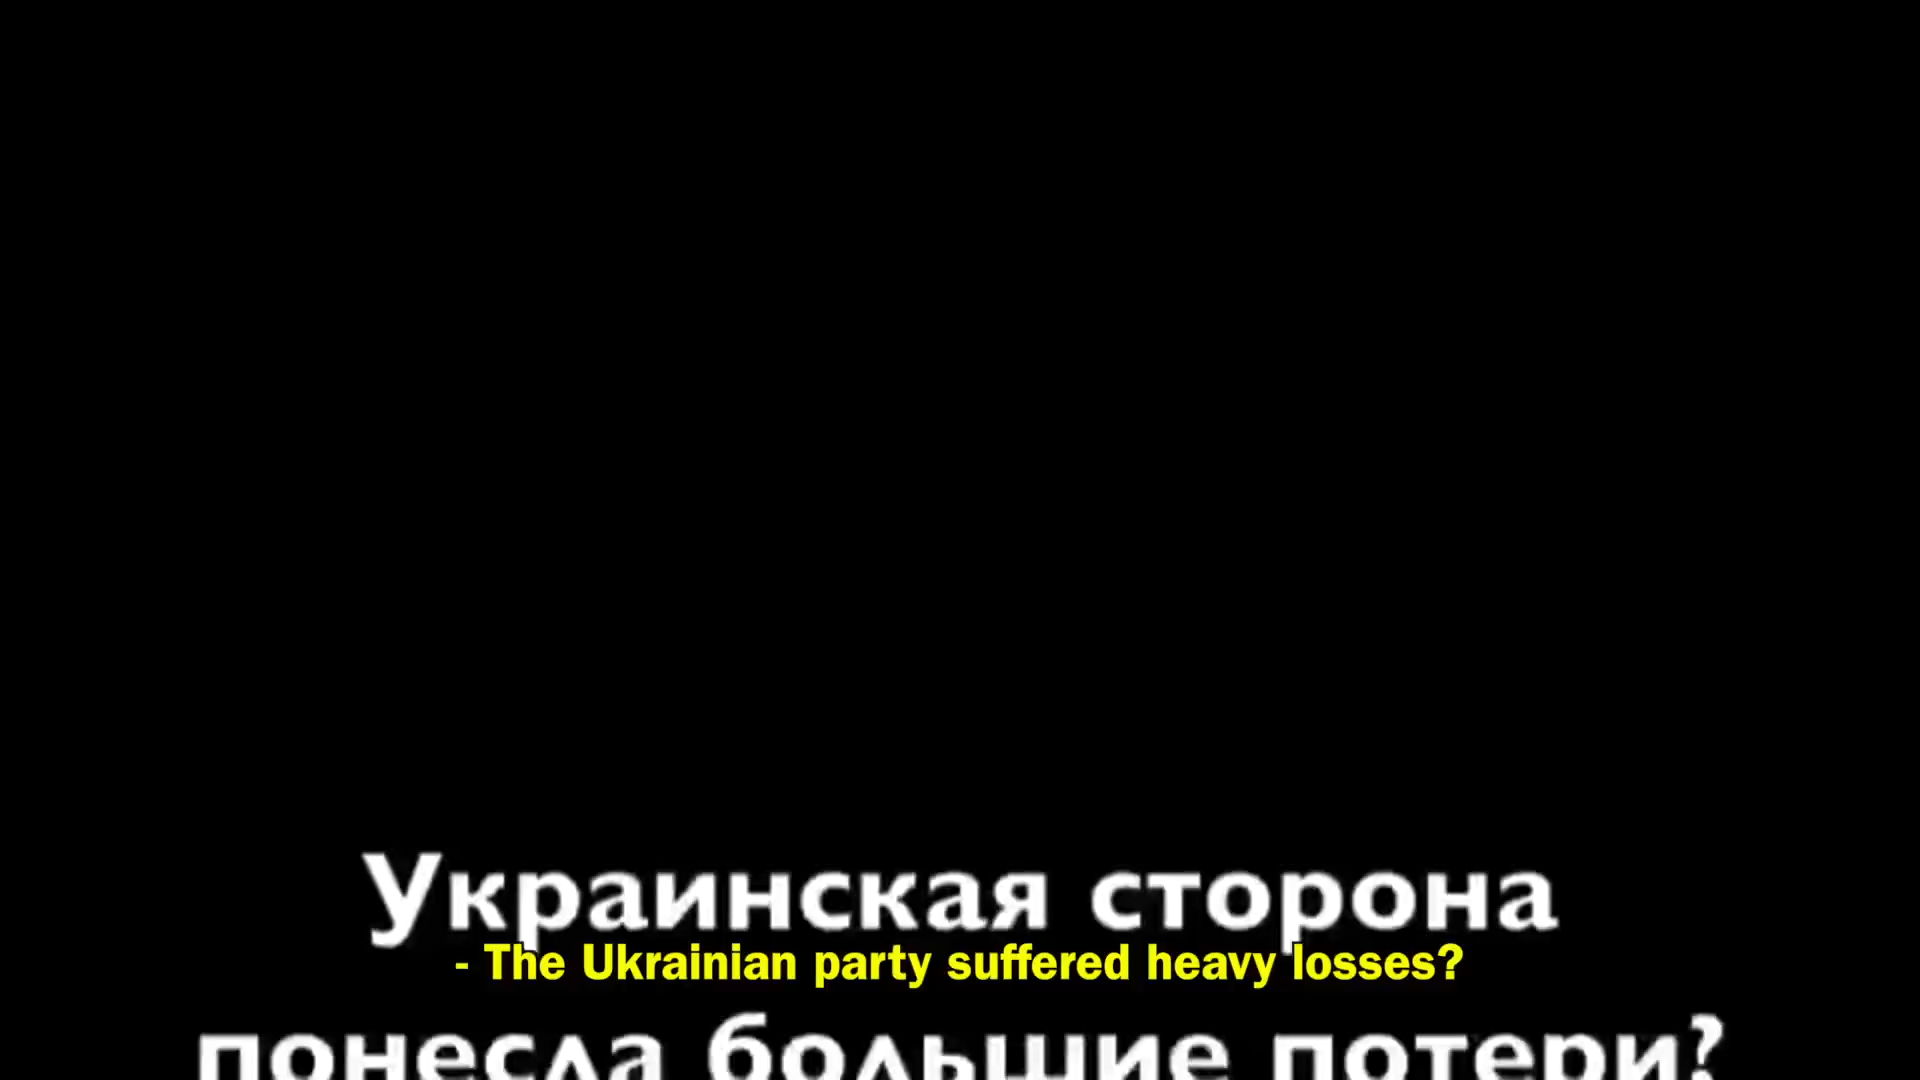 Украинская сторона
- The Ukrainian party suffered heavy losses?
понесла большие потери?